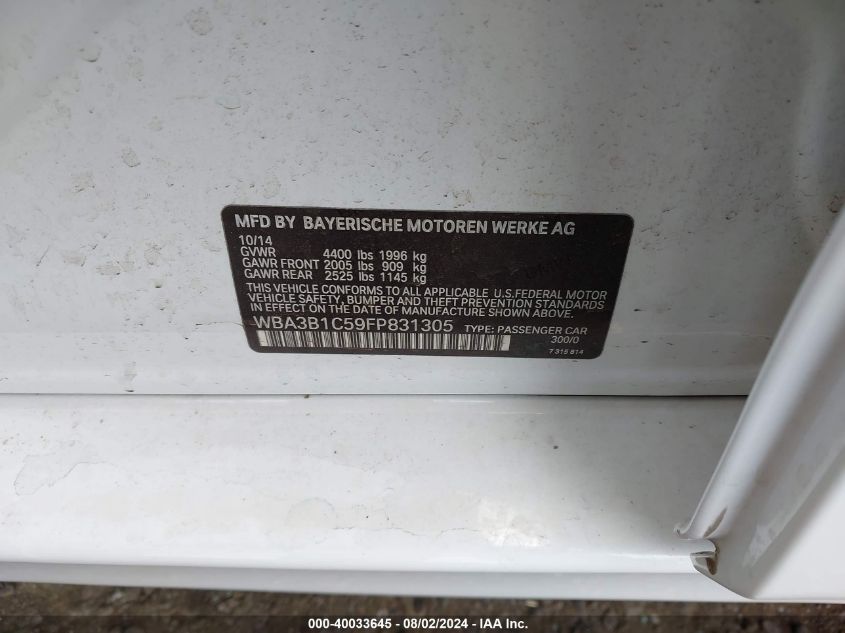 MFD BY BAYERISCHE MOTOREN WERKE AG
10/14
GVWR 4400 lbs 1996 kg
GAWR FRONT 2005 lbs 909 kg
GAWR REAR 2525 lbs 1145 kg
THIS VEHICLE CONFORMS TO ALL APPLICABLE U.S.FEDERAL MOTOR
VEHICLE SAFETY, BUMPER AND THEFT PREVENTION STANDARDS
IN EFFECT ON THE DATE OF MANUFACTURE SHOWN ABOVE.
WBA3B1C59FP831305 TYPE: PASSENGER CAR
300/0
7 315 814
000-40033645 - 08/02/2024 - IAA Inc.